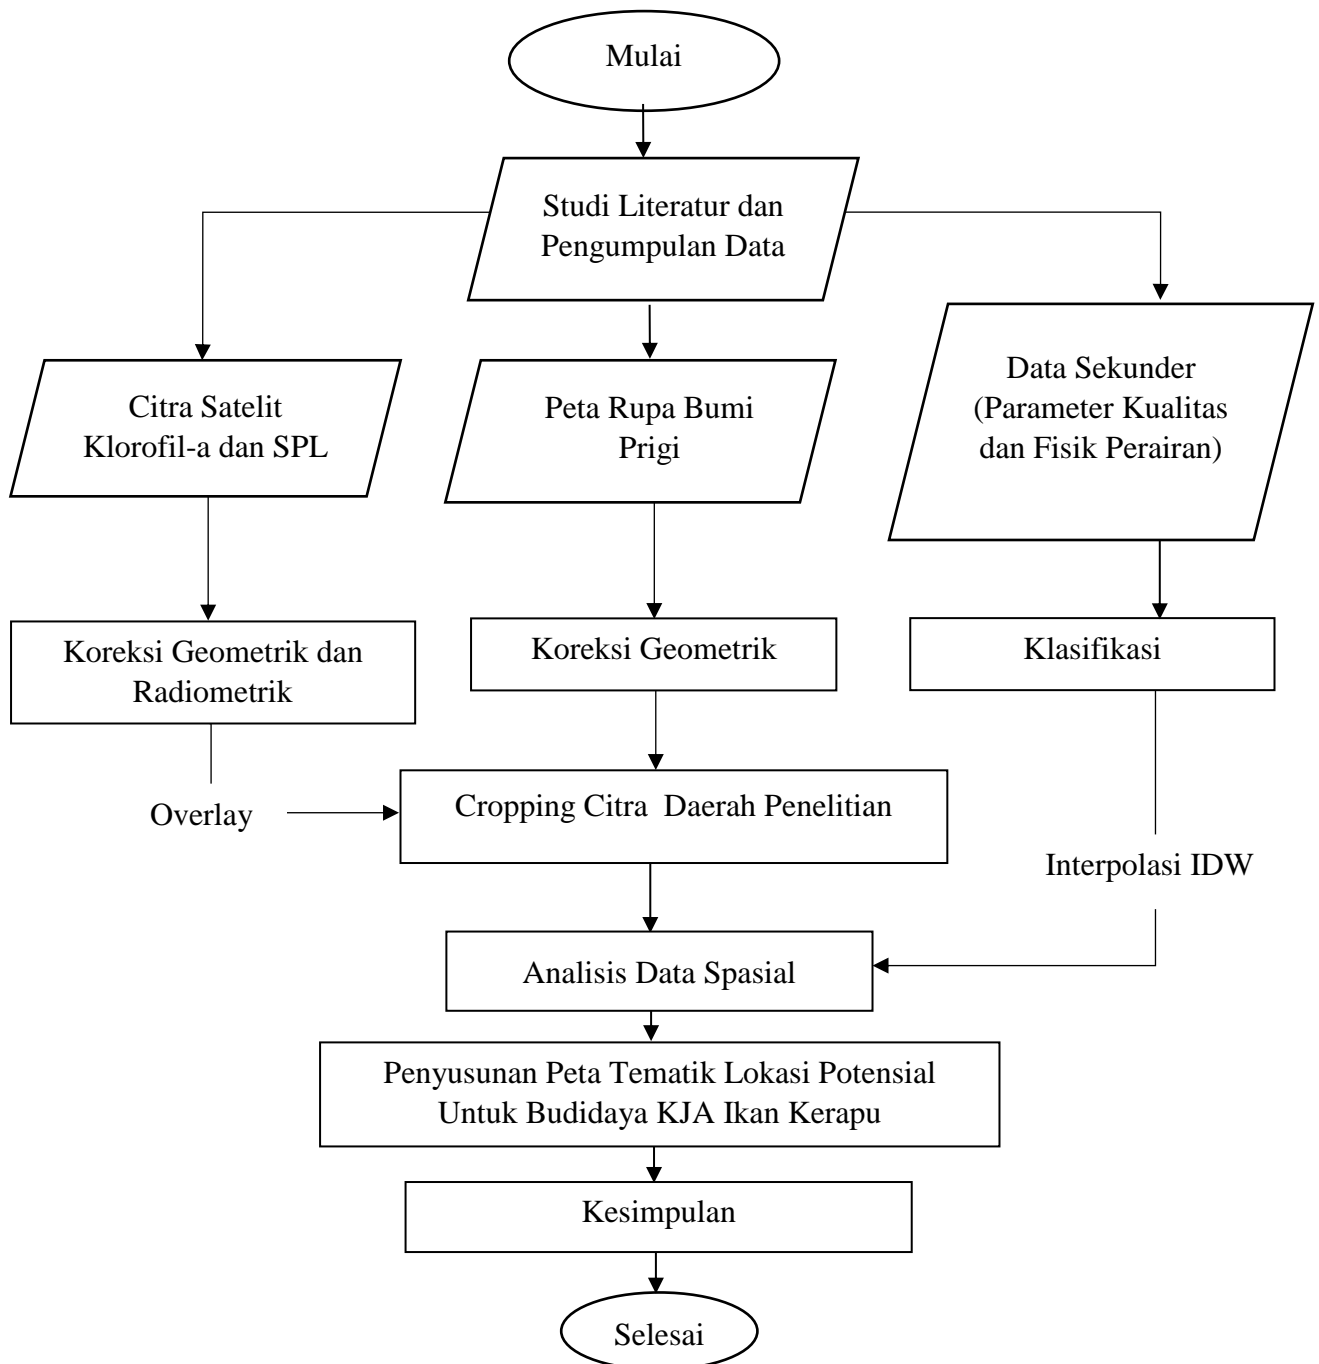 Mulai
Studi Literatur dan
Pengumpulan Data
Citra Satelit
Klorofil-a dan SPL
Peta Rupa Bumi
Prigi
Data Sekunder
(Parameter Kualitas
dan Fisik Perairan)
Koreksi Geometrik dan
Radiometrik
Koreksi Geometrik
Klasifikasi
Overlay
Cropping Citra  Daerah Penelitian
Interpolasi IDW
Analisis Data Spasial
Penyusunan Peta Tematik Lokasi Potensial
Untuk Budidaya KJA Ikan Kerapu
Kesimpulan
Selesai